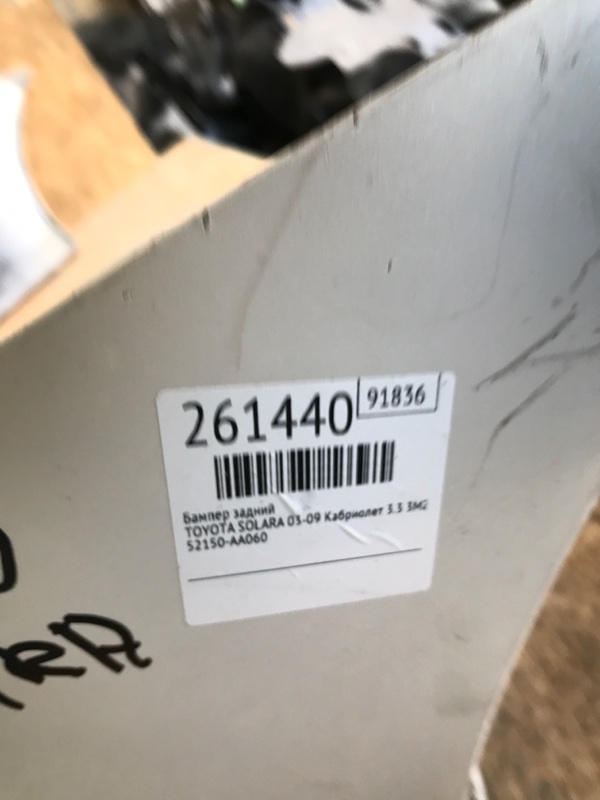 261440 91836
Бампер задний
TOYOTA SOLARA 03-09 Кабриолет 3.3 3MZ
52150-AA060